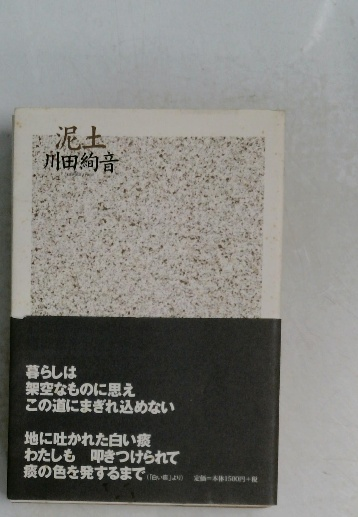 泥土
川田絢音
暮らしは
架空なものに思え
この道にまぎれ込めない
地に吐かれた白い痰
わたしも 叩きつけられて
痰の色を発するまで(「白い痰」より) 定価=本体1500円+税